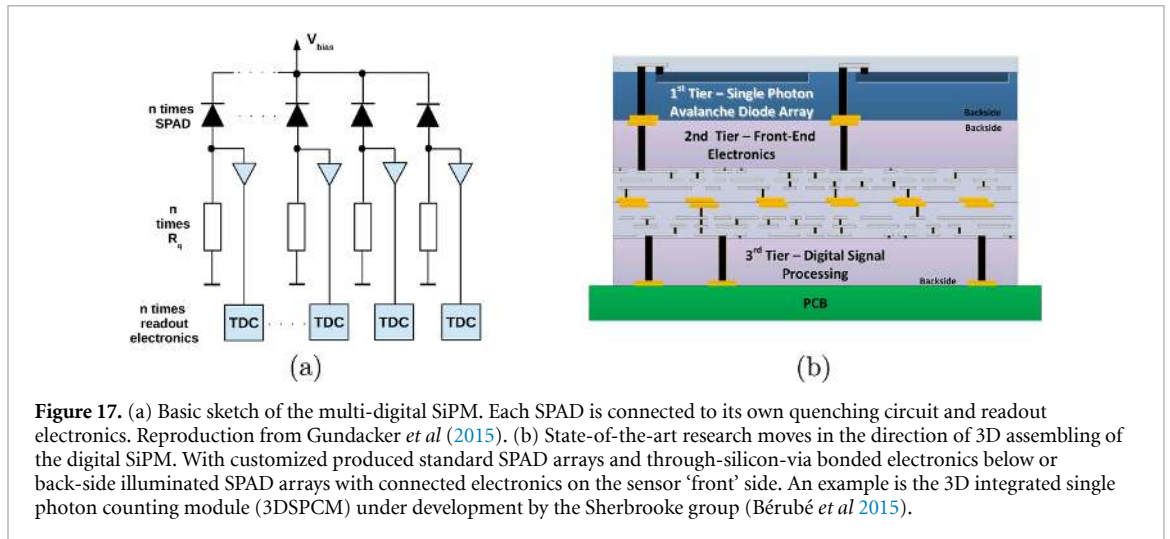 V_bias
n times
SPAD
n
times
R_q
n times
readout
electronics
TDC
TDC
TDC
TDC
(a)
1st Tier – Single Photon
Avalanche Diode Array
Backside
Backside
2nd Tier – Front-End
Electronics
3rd Tier – Digital Signal
Processing
Backside
PCB
(b)
Figure 17. (a) Basic sketch of the multi-digital SiPM. Each SPAD is connected to its own quenching circuit and readout
electronics. Reproduction from Gundacker et al (2015). (b) State-of-the-art research moves in the direction of 3D assembling of
the digital SiPM. With customized produced standard SPAD arrays and through-silicon-via bonded electronics below or
back-side illuminated SPAD arrays with connected electronics on the sensor ‘front’ side. An example is the 3D integrated single
photon counting module (3DSPCM) under development by the Sherbrooke group (Bérubé et al 2015).